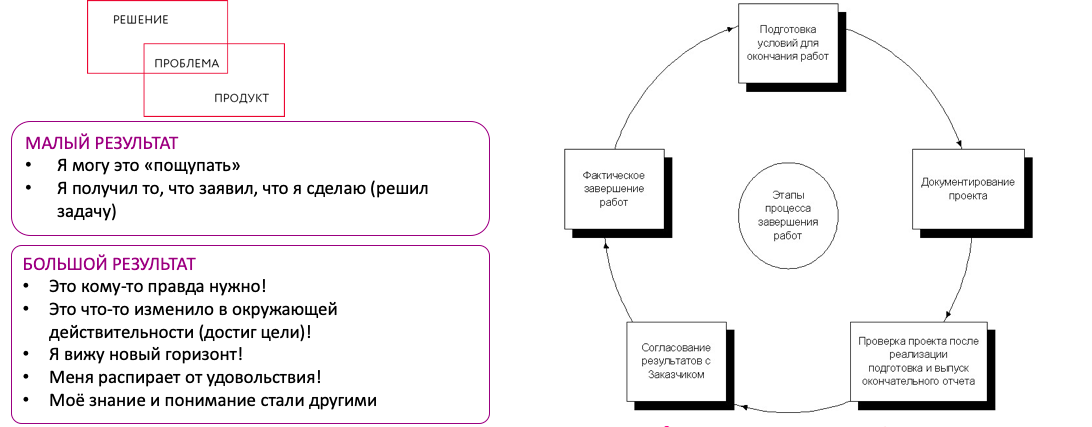 РЕШЕНИЕ
ПРОБЛЕМА
ПРОДУКТ
МАЛЫЙ РЕЗУЛЬТАТ
• Я могу это «пощупать»
• Я получил то, что заявил, что я сделаю (решил
задачу)
БОЛЬШОЙ РЕЗУЛЬТАТ
• Это кому-то правда нужно!
• Это что-то изменило в окружающей
действительности (достиг цели)!
• Я вижу новый горизонт!
• Меня распирает от удовольствия!
• Моё знание и понимание стали другими
Подготовка
условий для
окончания работ
Документирование
проекта
Проверка проекта после
реализации
подготовка и выпуск
окончательного отчета
Согласование
результатов с
Заказчиком
Фактическое
завершение
работ
Этапы
процесса
завершения
работ